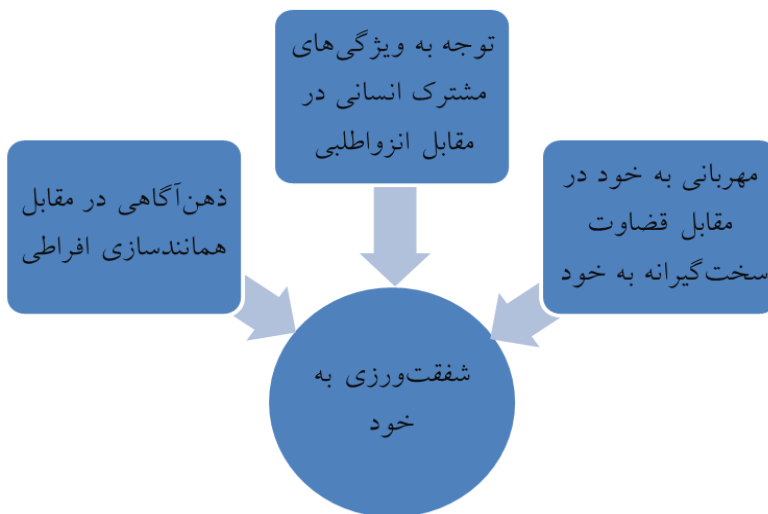 توجه به ویژگی‌های
مشترک انسانی در
مقابل انزواطلبی
مهربانی به خود در
مقابل قضاوت
سخت‌گیرانه به خود
ذهن‌آگاهی در مقابل
همانندسازی افراطی
شفقت‌ورزی به
خود